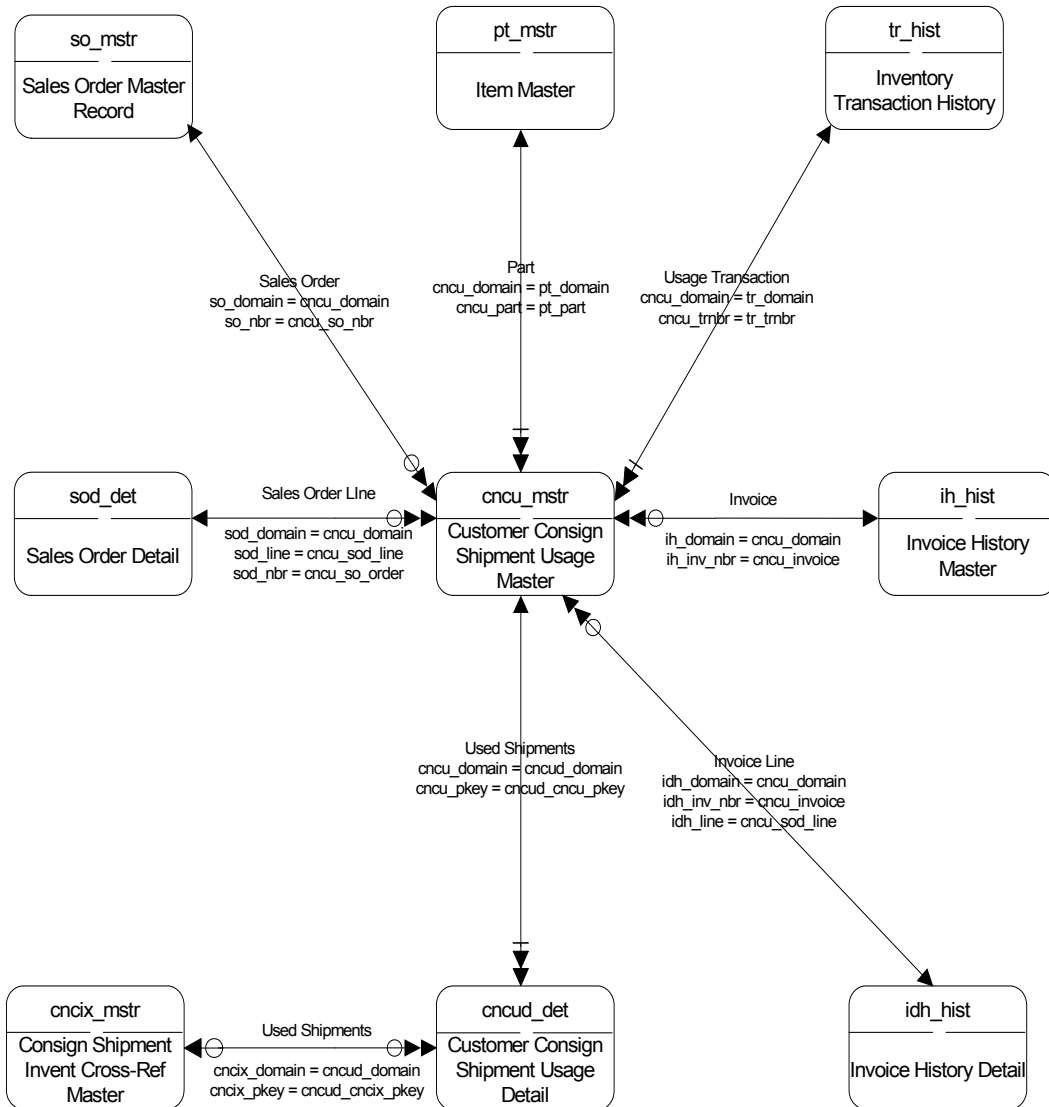 so_mstr
Sales Order Master
Record
pt_mstr
Item Master
tr_hist
Inventory
Transaction History
Sales Order
so_domain = cncu_domain
so_nbr = cncu_so_nbr
Part
cncu_domain = pt_domain
cncu_part = pt_part
Usage Transaction
cncu_domain = tr_domain
cncu_trnbr = tr_trnbr
sod_det
Sales Order Detail
Sales Order LIne
sod_domain = cncu_domain
sod_line = cncu_sod_line
sod_nbr = cncu_so_order
cncu_mstr
Customer Consign
Shipment Usage
Master
Invoice
ih_domain = cncu_domain
ih_inv_nbr = cncu_invoice
ih_hist
Invoice History
Master
Used Shipments
cncu_domain = cncud_domain
cncu_pkey = cncud_cncu_pkey
Invoice Line
idh_domain = cncu_domain
idh_inv_nbr = cncu_invoice
idh_line = cncu_sod_line
cncix_mstr
Consign Shipment
Invent Cross-Ref
Master
Used Shipments
cncix_domain = cncud_domain
cncix_pkey = cncud_cncix_pkey
cncud_det
Customer Consign
Shipment Usage
Detail
idh_hist
Invoice History Detail